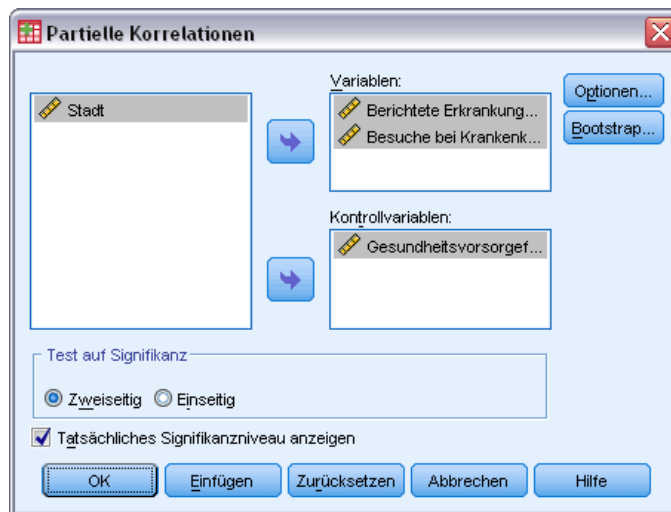 Partielle Korrelationen
Stadt
Variablen:
Berichtete Erkrankung...
Besuche bei Krankenk...
Optionen...
Bootstrap...
Kontrollvariablen:
Gesundheitsvorsorgef...
Test auf Signifikanz
Zweiseitig Einseitig
Tatsächliches Signifikanzniveau anzeigen
OK Einfügen Zurücksetzen Abbrechen Hilfe